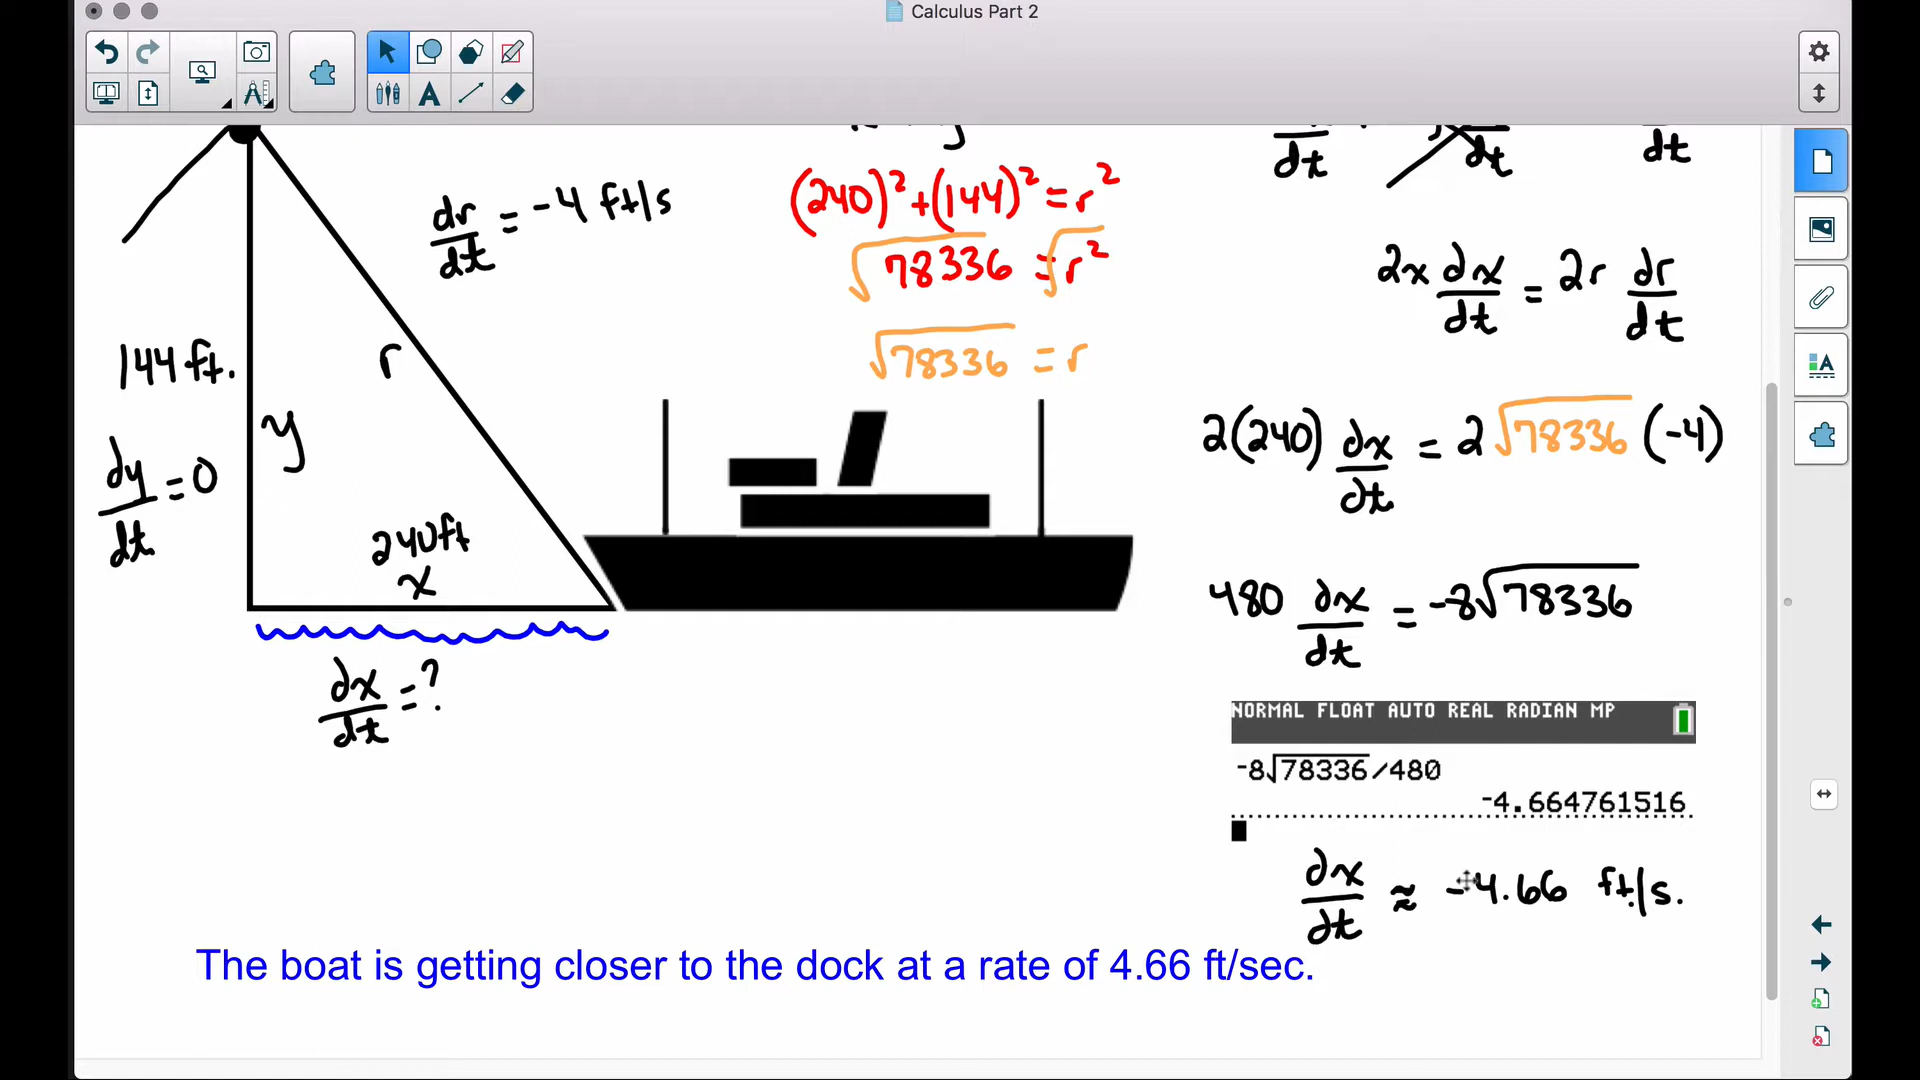 Calculus Part 2
dt
dt
dt
dr/dt = -4 ft/s
(240)² + (144)² = r²
√78336 = √r²
√78336 = r
2x dx/dt = 2r dr/dt
144 ft.
r
y
dy/dt = 0
240ft
x
dx/dt = ?
2(240) dx/dt = 2√78336 (-4)
480 dx/dt = -8√78336
NORMAL FLOAT AUTO REAL RADIAN MP
-8√78336/480
-4.664761516
dx/dt ≈ -4.66 ft/s.
The boat is getting closer to the dock at a rate of 4.66 ft/sec.